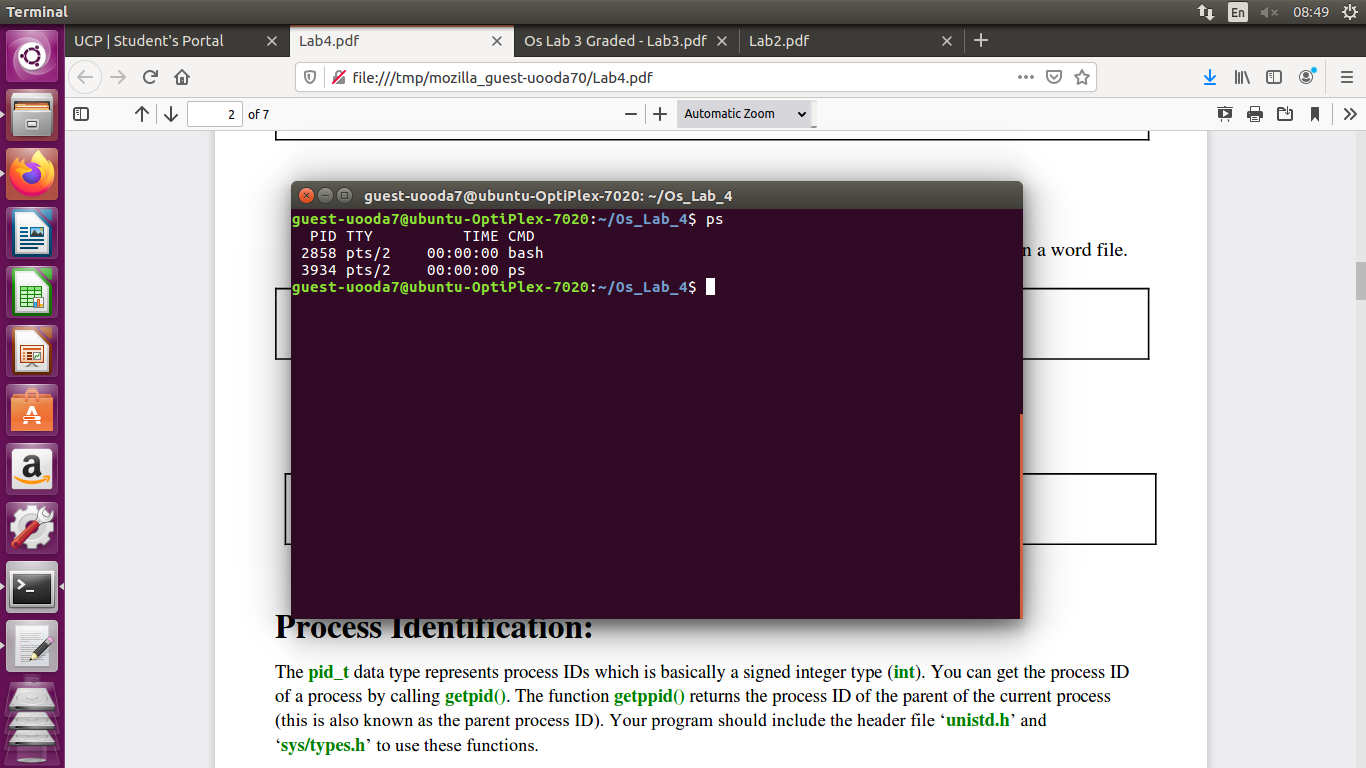 Terminal
En
08:49
UCP | Student's Portal
Lab4.pdf
Os Lab 3 Graded - Lab3.pdf
Lab2.pdf
file:///tmp/mozilla_guest-uooda70/Lab4.pdf
2 of 7
Automatic Zoom
guest-uooda7@ubuntu-OptiPlex-7020: ~/Os_Lab_4
guest-uooda7@ubuntu-OptiPlex-7020:~/Os_Lab_4$ ps
PID TTY TIME CMD
2858 pts/2 00:00:00 bash
3934 pts/2 00:00:00 ps
guest-uooda7@ubuntu-OptiPlex-7020:~/Os_Lab_4$
n a word file.
Process Identification:
The pid_t data type represents process IDs which is basically a signed integer type (int). You can get the process ID
of a process by calling getpid(). The function getppid() returns the process ID of the parent of the current process
(this is also known as the parent process ID). Your program should include the header file ‘unistd.h’ and
‘sys/types.h’ to use these functions.